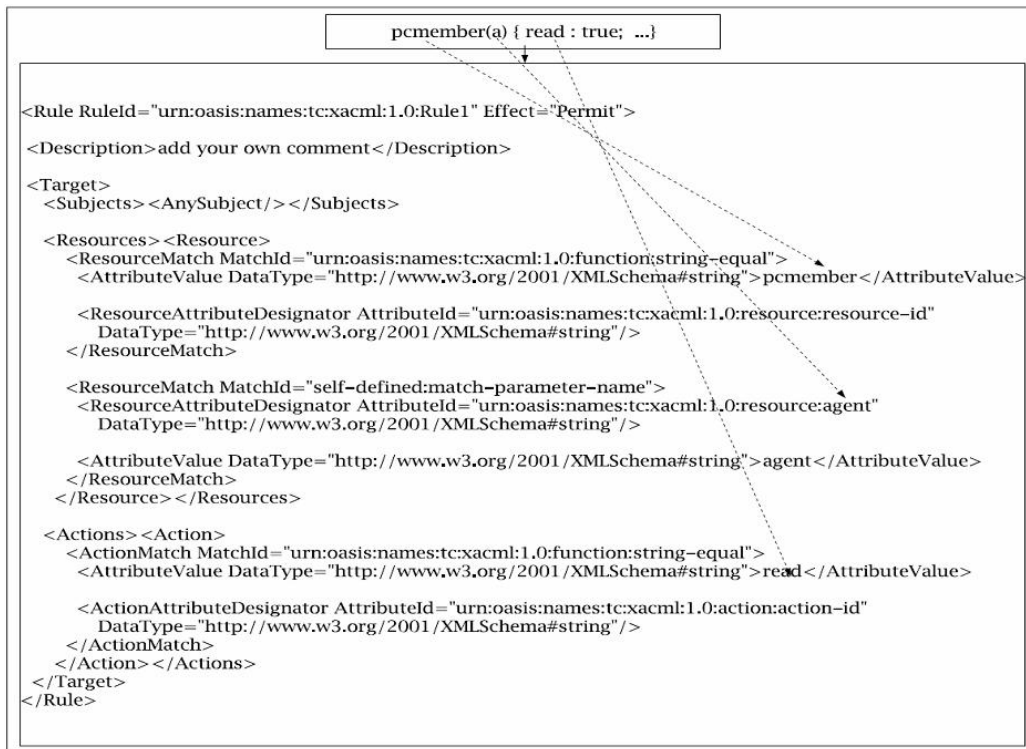 pcmember(a) { read : true;  ...}
<Rule RuleId="urn:oasis:names:tc:xacml:1.0:Rule1" Effect="Permit">
<Description>add your own comment</Description>
<Target>
<Subjects><AnySubject/></Subjects>
<Resources><Resource>
<ResourceMatch MatchId="urn:oasis:names:tc:xacml:1.0:function:string-equal">
<AttributeValue DataType="http://www.w3.org/2001/XMLSchema#string">pcmember</AttributeValue>
<ResourceAttributeDesignator AttributeId="urn:oasis:names:tc:xacml:1.0:resource:resource-id"
DataType="http://www.w3.org/2001/XMLSchema#string"/>
</ResourceMatch>
<ResourceMatch MatchId="self-defined:match-parameter-name">
<ResourceAttributeDesignator AttributeId="urn:oasis:names:tc:xacml:1.0:resource:agent"
DataType="http://www.w3.org/2001/XMLSchema#string"/>
<AttributeValue DataType="http://www.w3.org/2001/XMLSchema#string">agent</AttributeValue>
</ResourceMatch>
</Resource></Resources>
<Actions><Action>
<ActionMatch MatchId="urn:oasis:names:tc:xacml:1.0:function:string-equal">
<AttributeValue DataType="http://www.w3.org/2001/XMLSchema#string">read</AttributeValue>
<ActionAttributeDesignator AttributeId="urn:oasis:names:tc:xacml:1.0:action:action-id"
DataType="http://www.w3.org/2001/XMLSchema#string"/>
</ActionMatch>
</Action></Actions>
</Target>
</Rule>